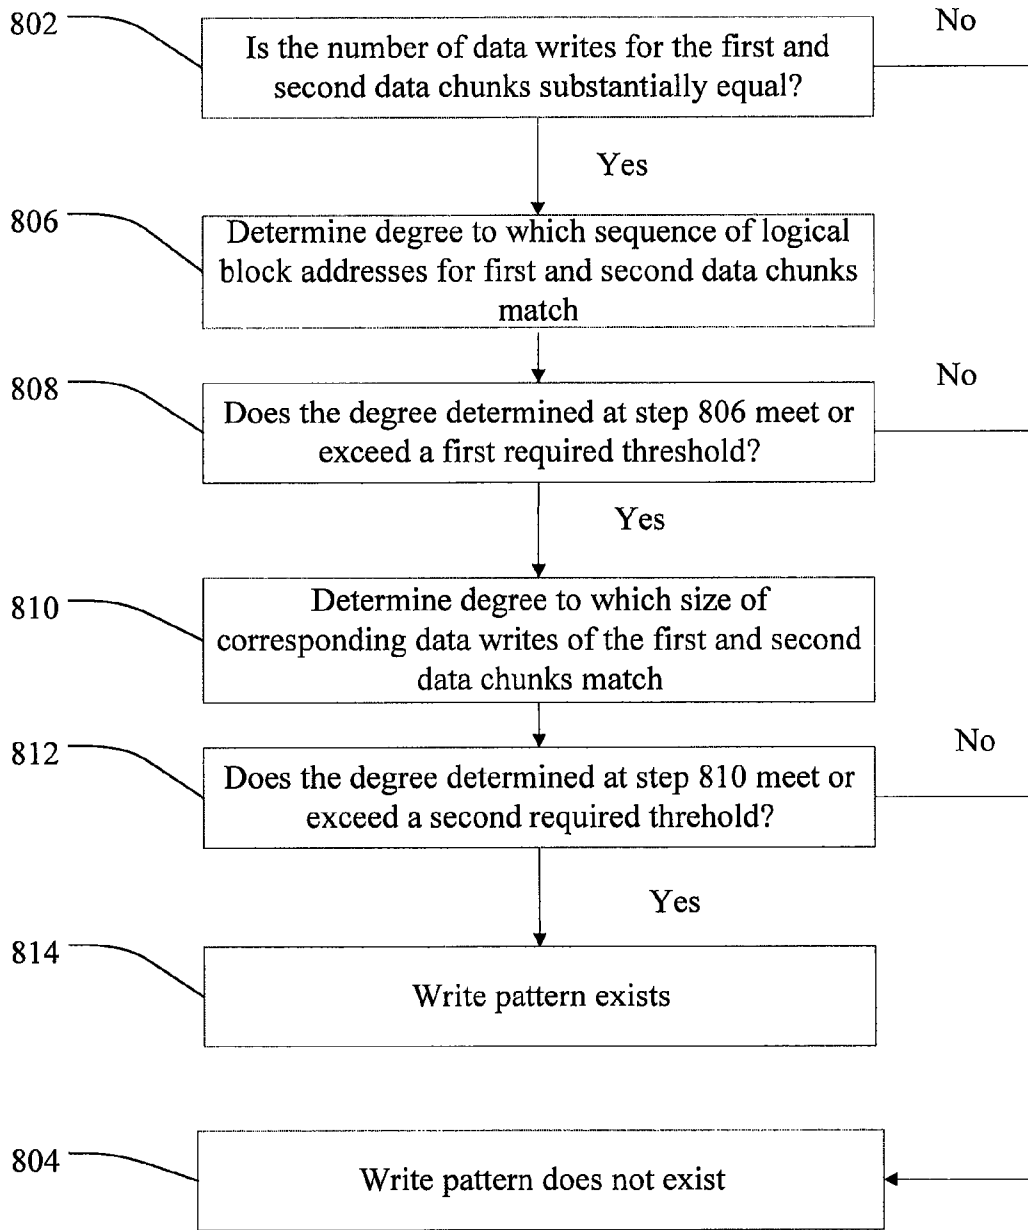 802
Is the number of data writes for the first and
second data chunks substantially equal?
No
Yes
806
Determine degree to which sequence of logical
block addresses for first and second data chunks
match
808
Does the degree determined at step 806 meet or
exceed a first required threshold?
No
Yes
810
Determine degree to which size of
corresponding data writes of the first and second
data chunks match
812
Does the degree determined at step 810 meet or
exceed a second required threhold?
No
Yes
814
Write pattern exists
804
Write pattern does not exist